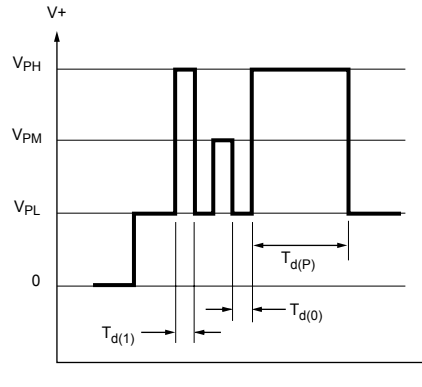 V+
VPH
VPM
VPL
0
Td(P)
Td(0)
Td(1)